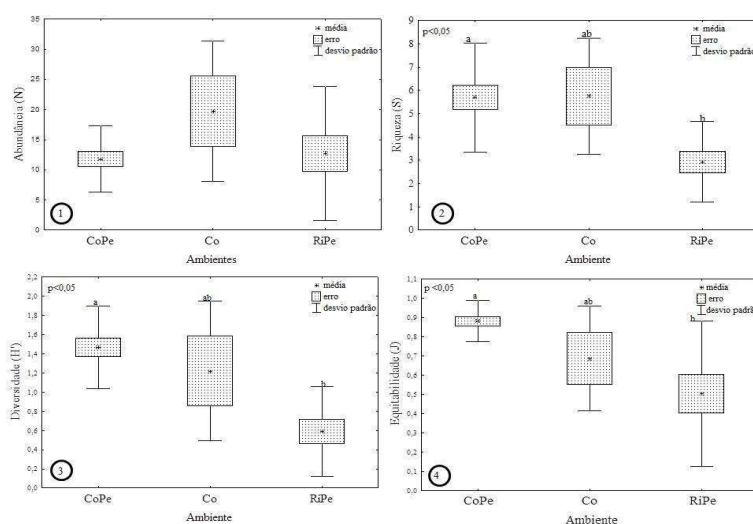 35
30
25
20
15
10
5
0
Abundância (N)
média
erro
desvio padrão
1
CoPe Co RiPe
Ambientes
p<0,05
9
8
7
6
5
4
3
2
1
0
Riqueza (S)
a ab b
média
erro
desvio padrão
2
CoPe Co RiPe
Ambiente
p<0,05
2,2
2,0
1,8
1,6
1,4
1,2
1,0
0,8
0,6
0,4
0,2
0,0
Diversidade (H')
a ab b
média
erro
desvio padrão
3
CoPe Co RiPe
Ambientes
p<0,05
1,1
1,0
0,9
0,8
0,7
0,6
0,5
0,4
0,3
0,2
0,1
0,0
Equitabilidade (J)
a ab b
média
erro
desvio padrão
4
CoPe Co RiPe
Ambiente